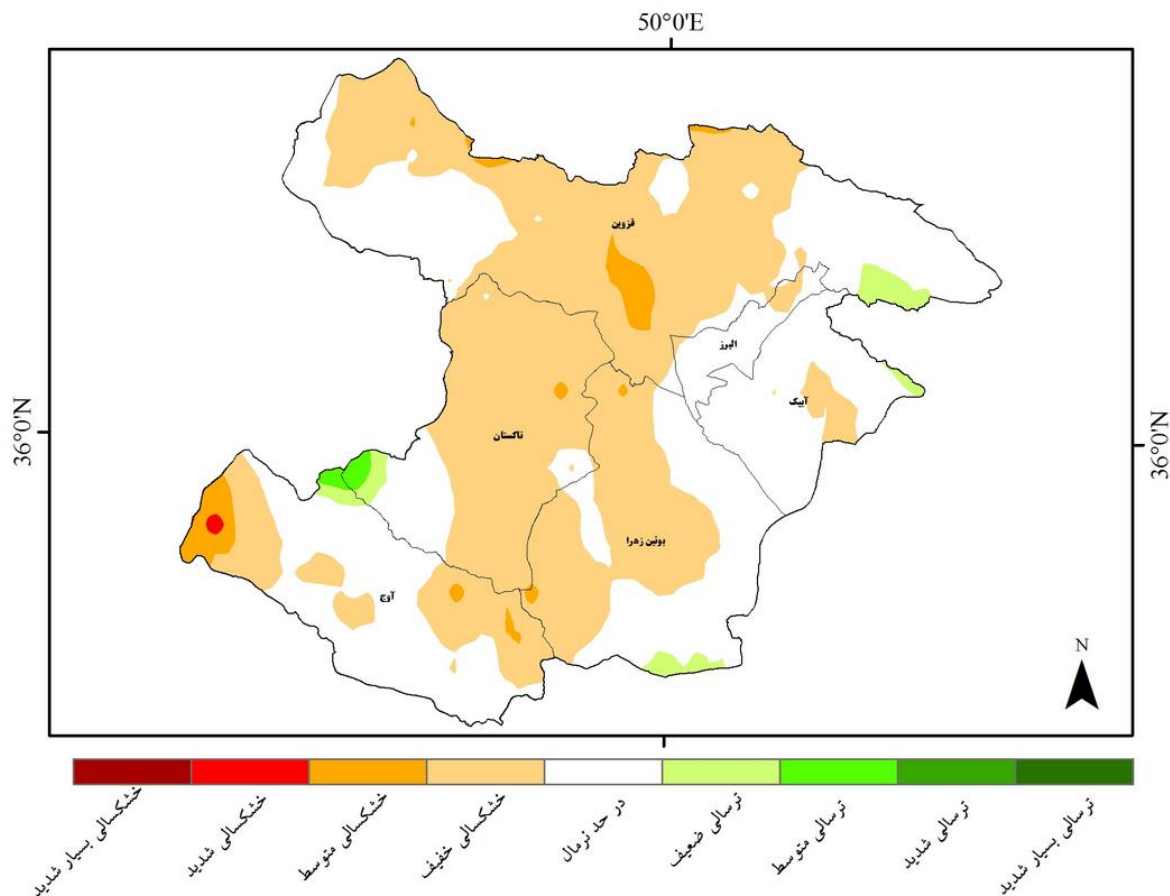 50°0'E
قزوین
البرز
آبیک
36°0'N
36°0'N
تاکستان
بوئین زهرا
آوج
N
خشکسالی بسیار شدید
خشکسالی شدید
خشکسالی متوسط
خشکسالی خفیف
در حد نرمال
ترسالی ضعیف
ترسالی متوسط
ترسالی شدید
ترسالی بسیار شدید